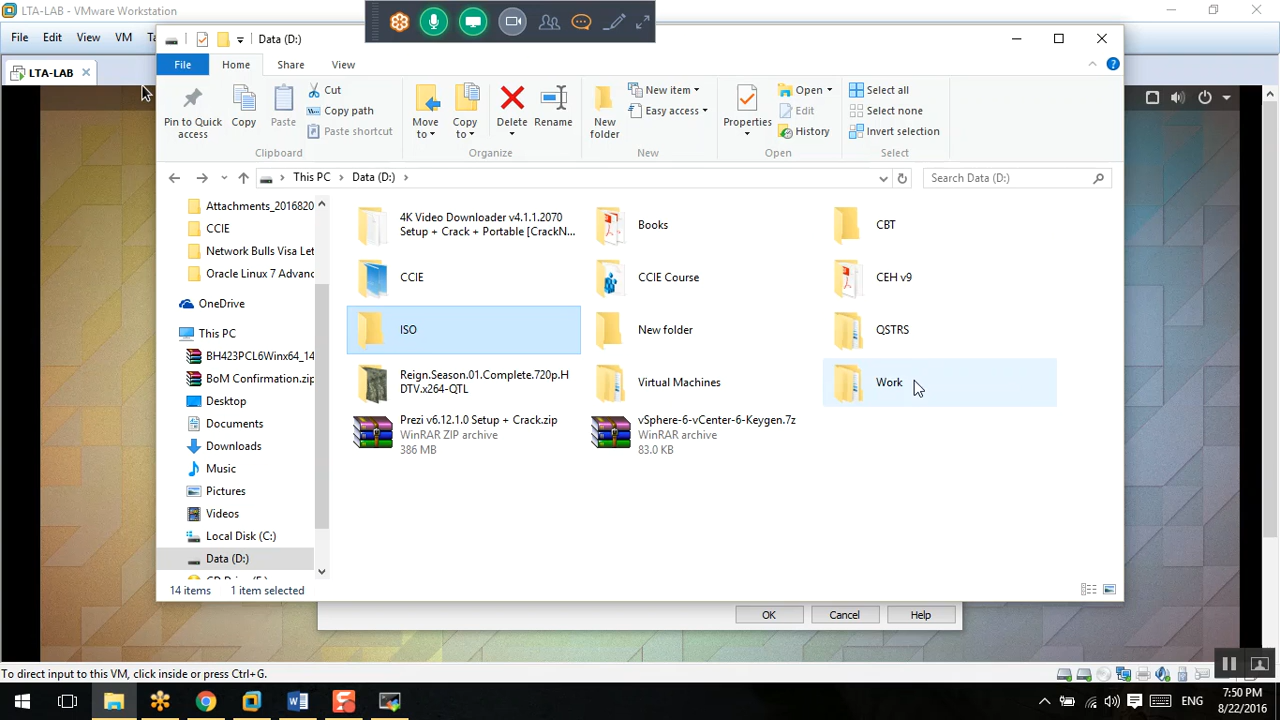 LTA-LAB - VMware Workstation
File Edit View VM
LTA-LAB
Data (D:)
File Home Share View
Pin to Quick access
Copy
Paste
Cut
Copy path
Paste shortcut
Clipboard
Move to
Copy to
Delete
Rename
Organize
New folder
New item
Easy access
New
Properties
Open
Edit
History
Open
Select all
Select none
Invert selection
Select
This PC > Data (D:) >
Search Data (D:)
Attachments_2016820
CCIE
Network Bulls Visa Let
Oracle Linux 7 Advanc
OneDrive
This PC
BH423PCL6Winx64_14
BoM Confirmation.zip
Desktop
Documents
Downloads
Music
Pictures
Videos
Local Disk (C:)
Data (D:)
4K Video Downloader v4.1.1.2070
Setup + Crack + Portable [CrackN...
Books
CBT
CCIE
CCIE Course
CEH v9
ISO
New folder
QSTRS
Reign.Season.01.Complete.720p.H
DTV.x264-QTL
Virtual Machines
Work
Prezi v6.12.1.0 Setup + Crack.zip
WinRAR ZIP archive
386 MB
vSphere-6-vCenter-6-Keygen.7z
WinRAR archive
83.0 KB
14 items 1 item selected
OK Cancel Help
To direct input to this VM, click inside or press Ctrl+G.
ENG
7:50 PM
8/22/2016